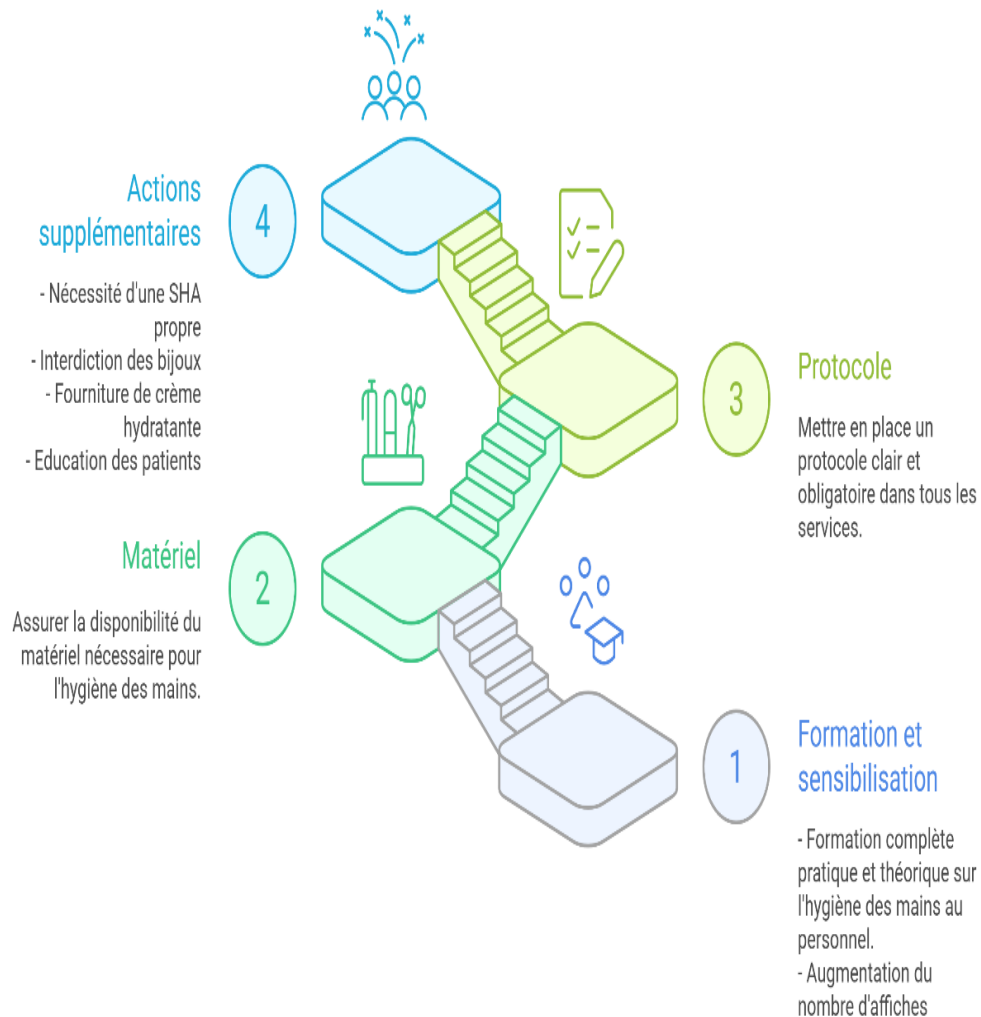 Actions
supplémentaires
4
- Nécessité d'une SHA
propre
- Interdiction des bijoux
- Fourniture de crème
hydratante
- Education des patients
3
Protocole
Mettre en place un
protocole clair et
obligatoire dans tous les
services.
Matériel
2
Assurer la disponibilité du
matériel nécessaire pour
l'hygiène des mains.
1
Formation et
sensibilisation
- Formation complète
pratique et théorique sur
l'hygiène des mains au
personnel.
- Augmentation du
nombre d'affiches